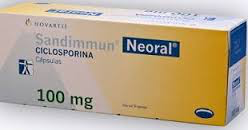 NOVARTIS
Sandimmun® Neoral®
CICLOSPORINA
Cápsulas
100 mg